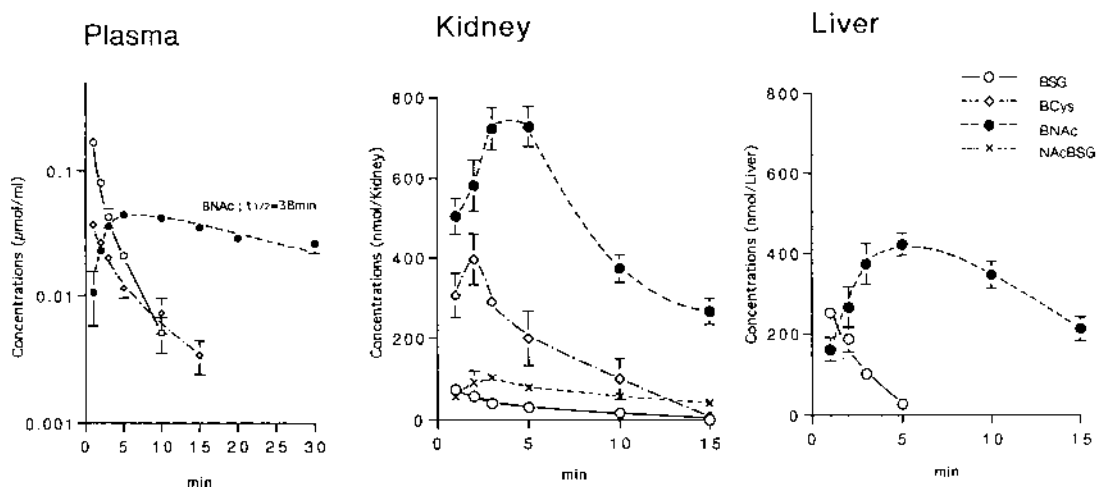 Plasma
Concentrations (μmol/ml)
0.1
0.01
0.001
BNAc ; t1/2=38min
0 5 10 15 20 25 30
min
Kidney
Concentrations (nmol/Kidney)
800
600
400
200
0
0 5 10 15
min
Liver
Concentrations (nmol/Liver)
800
600
400
200
0
0 5 10 15
min
BSG
BCys
BNAc
NAcBSG